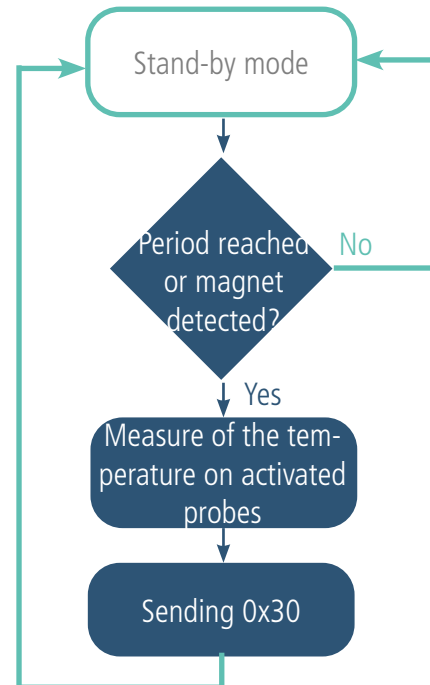 Stand-by mode
Period reached
or magnet
detected?
No
Yes
Measure of the tem-
perature on activated
probes
Sending 0x30